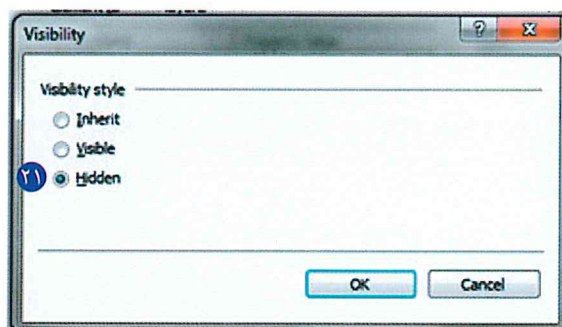 Visibility
Visibility style
Inherit
Visible
٢١ Hidden
OK Cancel